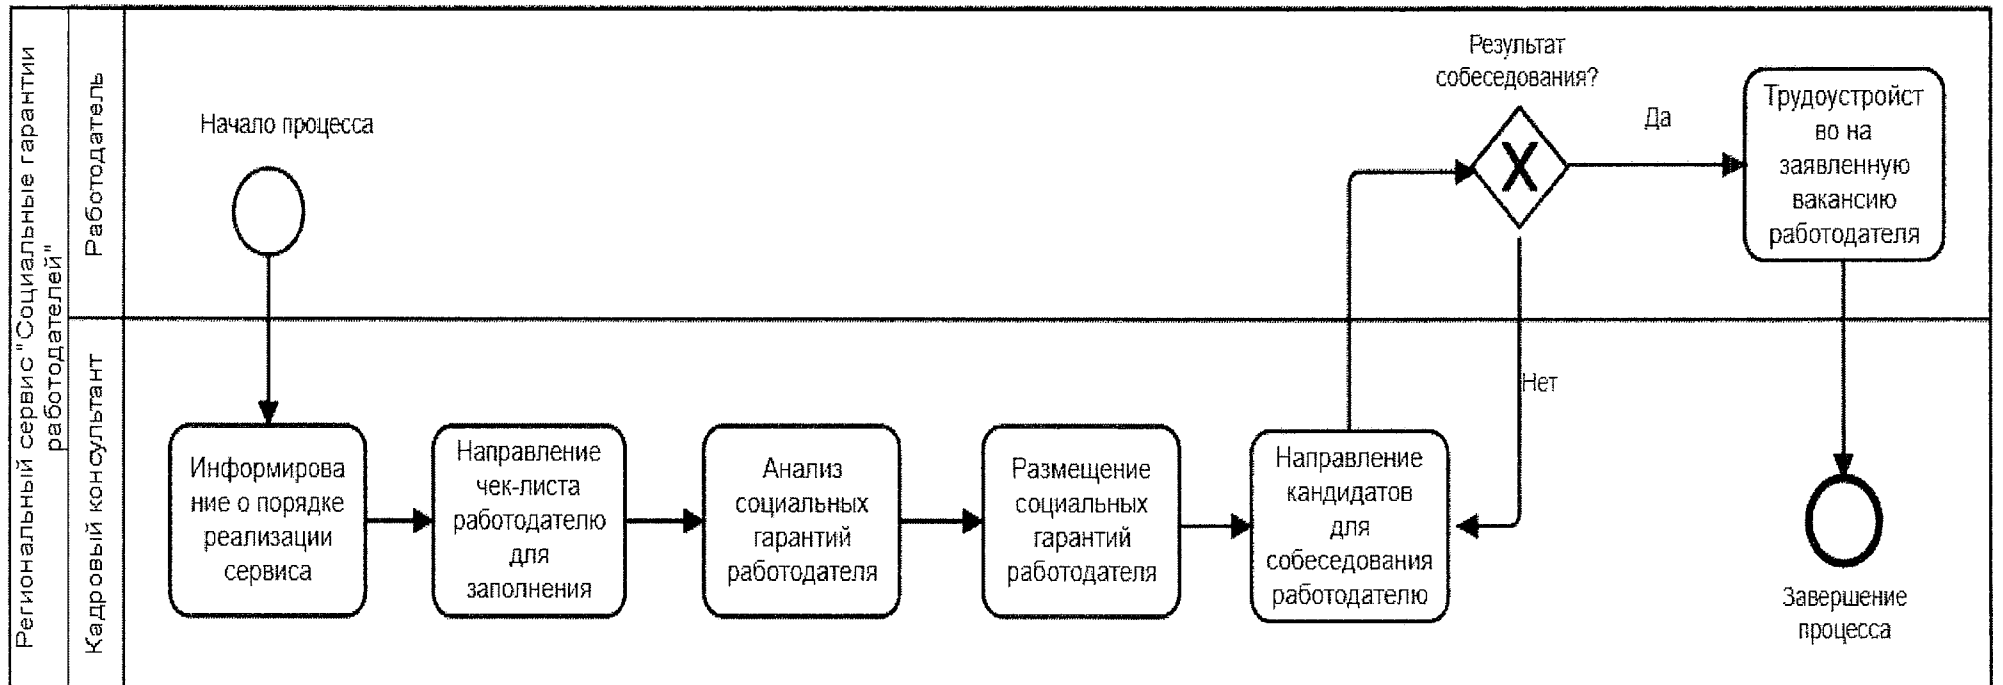 Региональный сервис "Социальные гарантии
работодателей"
Работодатель
Кадровый консультант
Начало процесса
Результат
собеседования?
Да
Нет
Трудоустройст
во на
заявленную
вакансию
работодателя
Информирова
ние о порядке
реализации
сервиса
Направление
чек-листа
работодателю
для
заполнения
Анализ
социальных
гарантий
работодателя
Размещение
социальных
гарантий
работодателя
Направление
кандидатов
для
собеседования
работодателю
Завершение
процесса